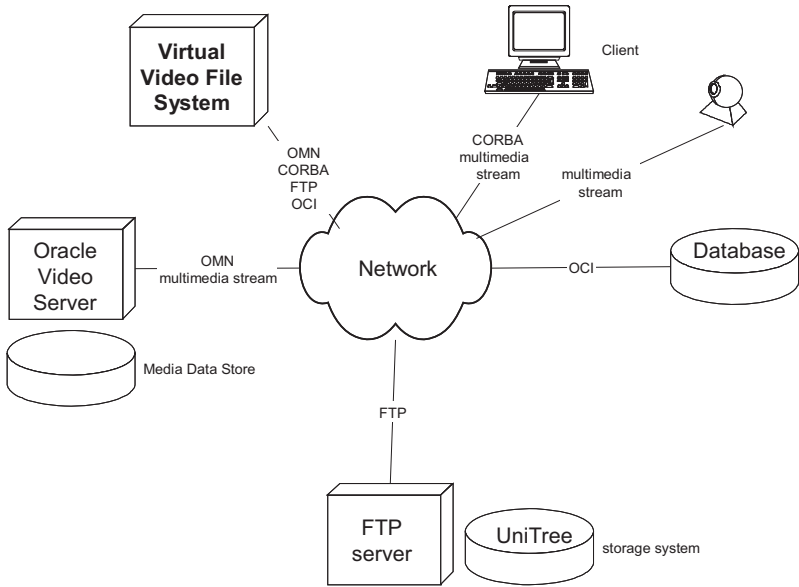 Virtual
Video File
System
Client
OMN
CORBA
FTP
OCI
CORBA
multimedia
stream
multimedia
stream
Oracle
Video
Server
OMN
multimedia stream
Network
OCI
Database
Media Data Store
FTP
FTP
server
UniTree
storage system